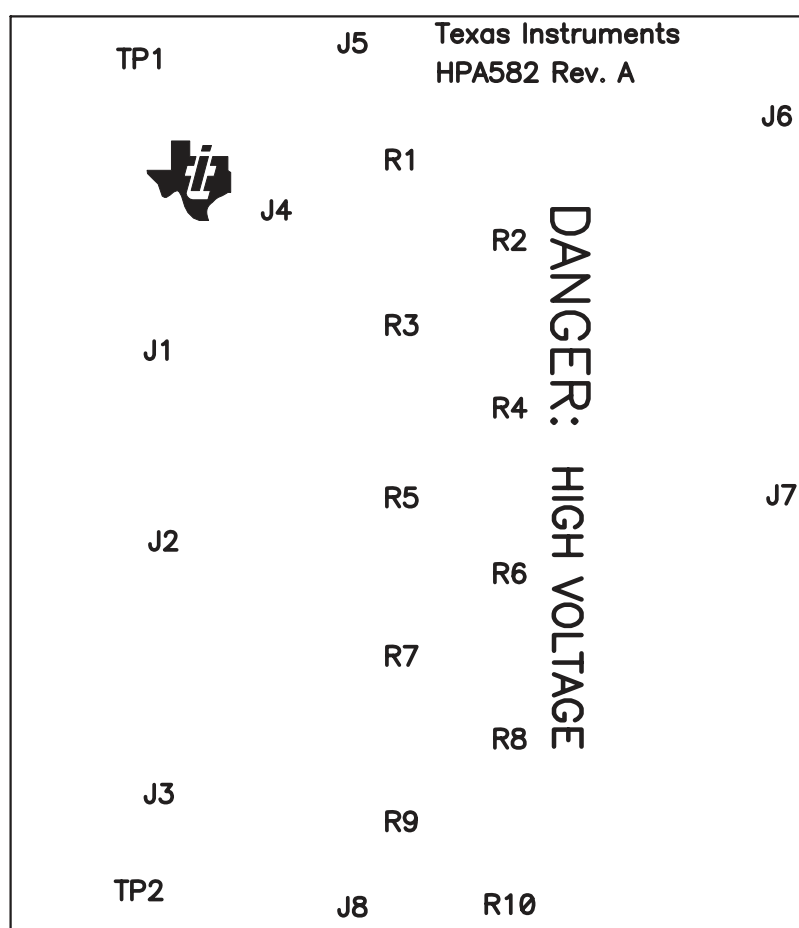 TP1
J5
Texas Instruments
HPA582 Rev. A
J6
R1
J4
R2
DANGER: HIGH VOLTAGE
R3
J1
R4
R5
J7
J2
R6
R7
R8
J3
R9
TP2
J8
R10